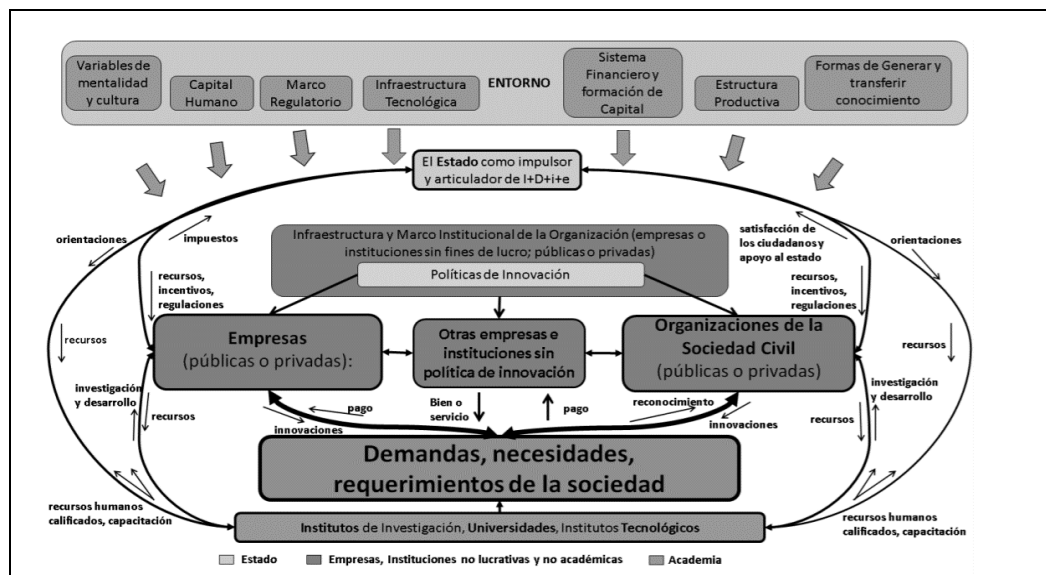 Variables de
mentalidad
y cultura
Capital
Humano
Marco
Regulatorio
Infraestructura
Tecnológica
ENTORNO
Sistema
Financiero y
formación de
Capital
Estructura
Productiva
Formas de Generar y
transferir
conocimiento
El Estado como impulsor
y articulador de I+D+i+e
orientaciones
impuestos
satisfacción de
los ciudadanos y
apoyo al estado
orientaciones
Infraestructura y Marco Institucional de la Organización (empresas o
instituciones sin fines de lucro; públicas o privadas)
Políticas de Innovación
recursos,
incentivos,
regulaciones
recursos,
incentivos,
regulaciones
Empresas
(públicas o privadas):
Otras empresas e
instituciones sin
política de innovación
Organizaciones de la
Sociedad Civil
(públicas o privadas)
recursos
recursos
investigación
y desarrollo
recursos
pago
innovaciones
Bien o
servicio
pago
reconocimiento
innovaciones
recursos
investigación y
desarrollo
Demandas, necesidades,
requerimientos de la sociedad
recursos humanos
calificados, capacitación
recursos humanos
calificados, capacitación
Institutos de Investigación, Universidades, Institutos Tecnológicos
Estado
Empresas, Instituciones no lucrativas y no académicas
Academia